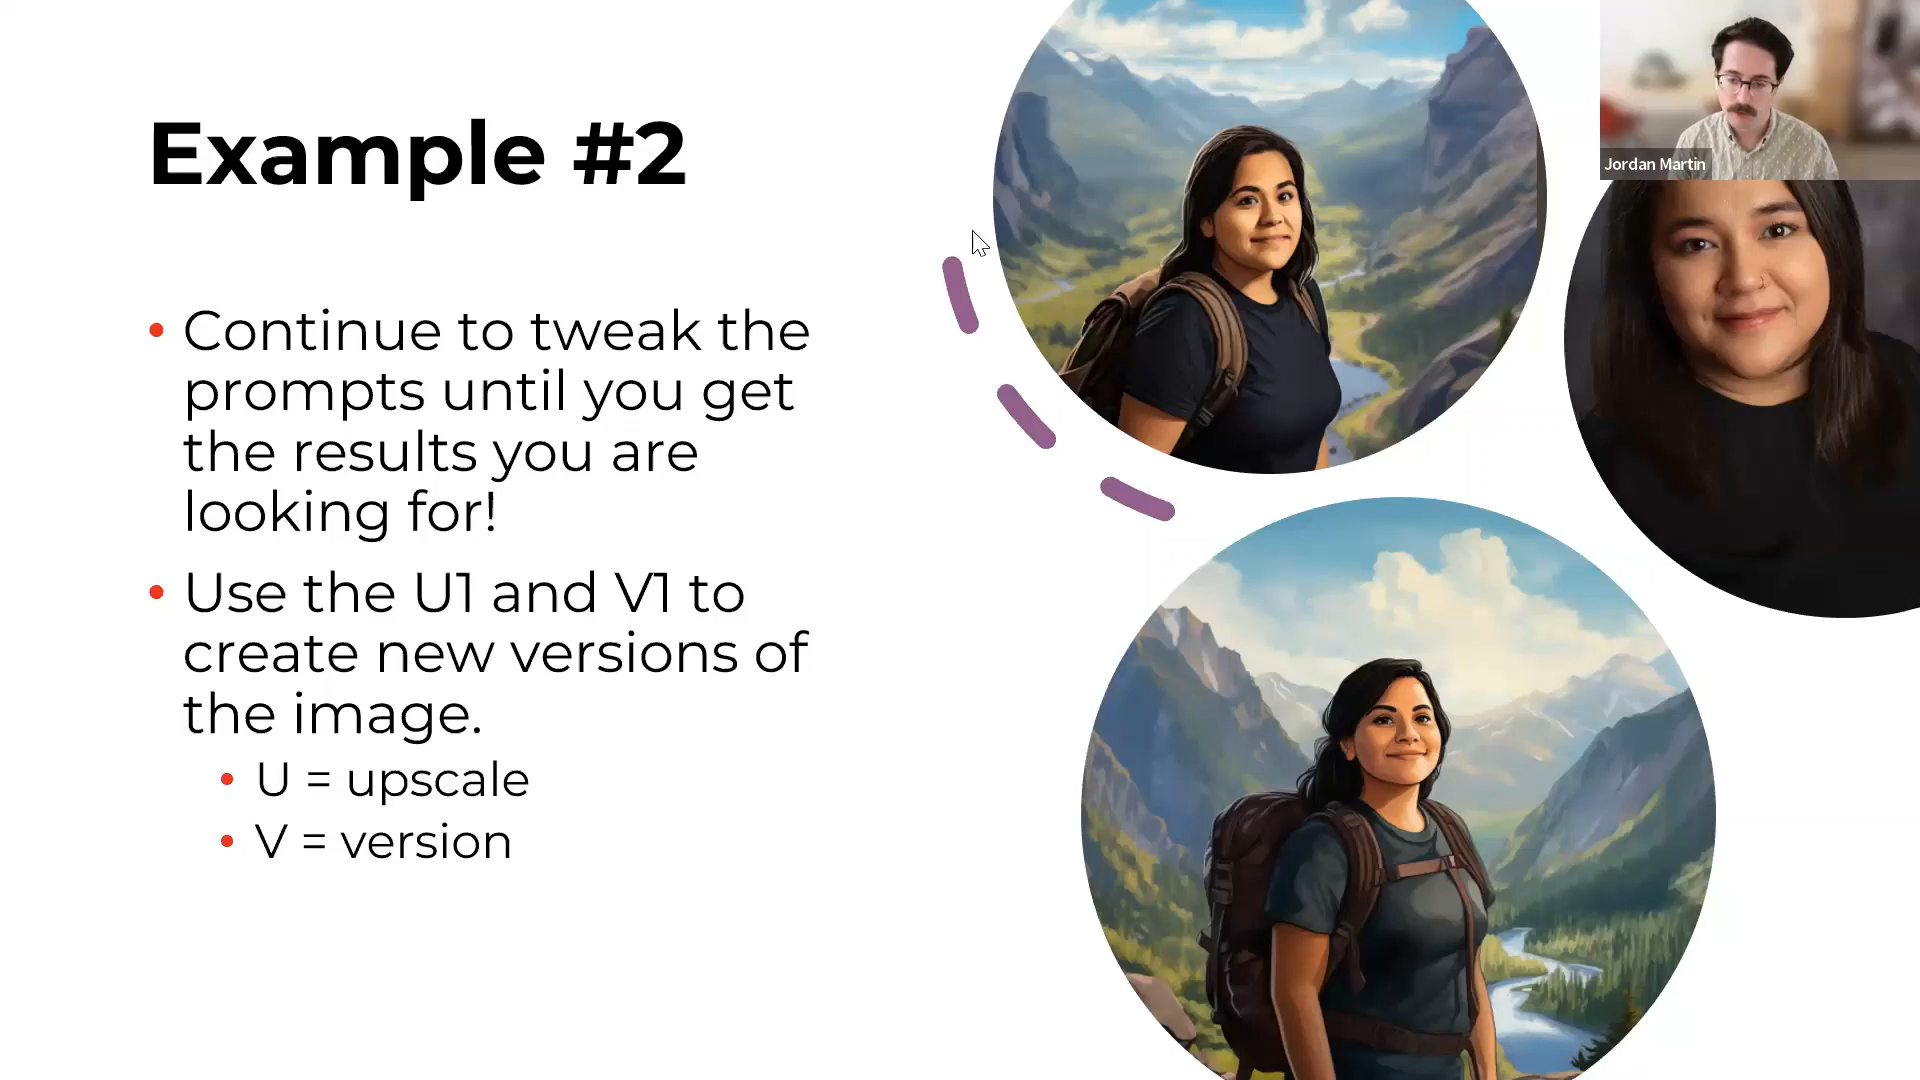 Example #2
• Continue to tweak the
prompts until you get
the results you are
looking for!
• Use the U1 and V1 to
create new versions of
the image.
• U = upscale
• V = version
Jordan Martin